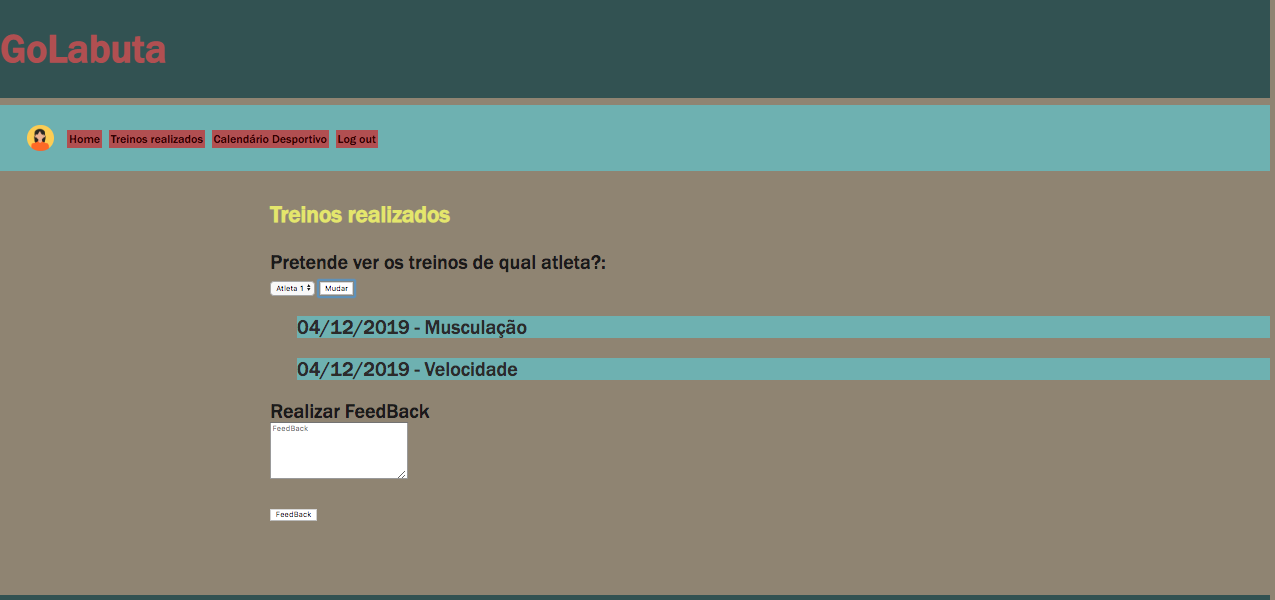 GoLabuta
Home Treinos realizados Calendário Desportivo Log out
Treinos realizados
Pretende ver os treinos de qual atleta?:
Atleta 1 Mudar
04/12/2019 - Musculação
04/12/2019 - Velocidade
Realizar FeedBack
FeedBack
FeedBack